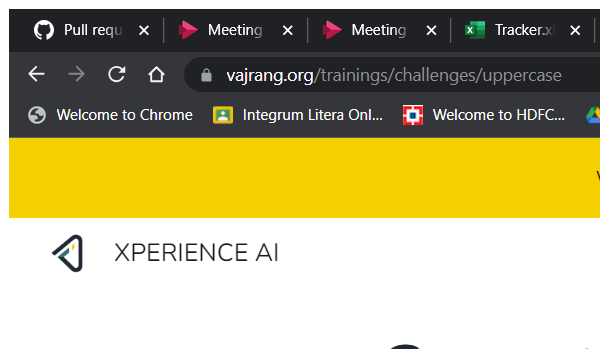 Pull requ Meeting Meeting Tracker.xl
vajrang.org/trainings/challenges/uppercase
Welcome to Chrome Integrum Litera Onl... Welcome to HDFC...
XPERIENCE AI